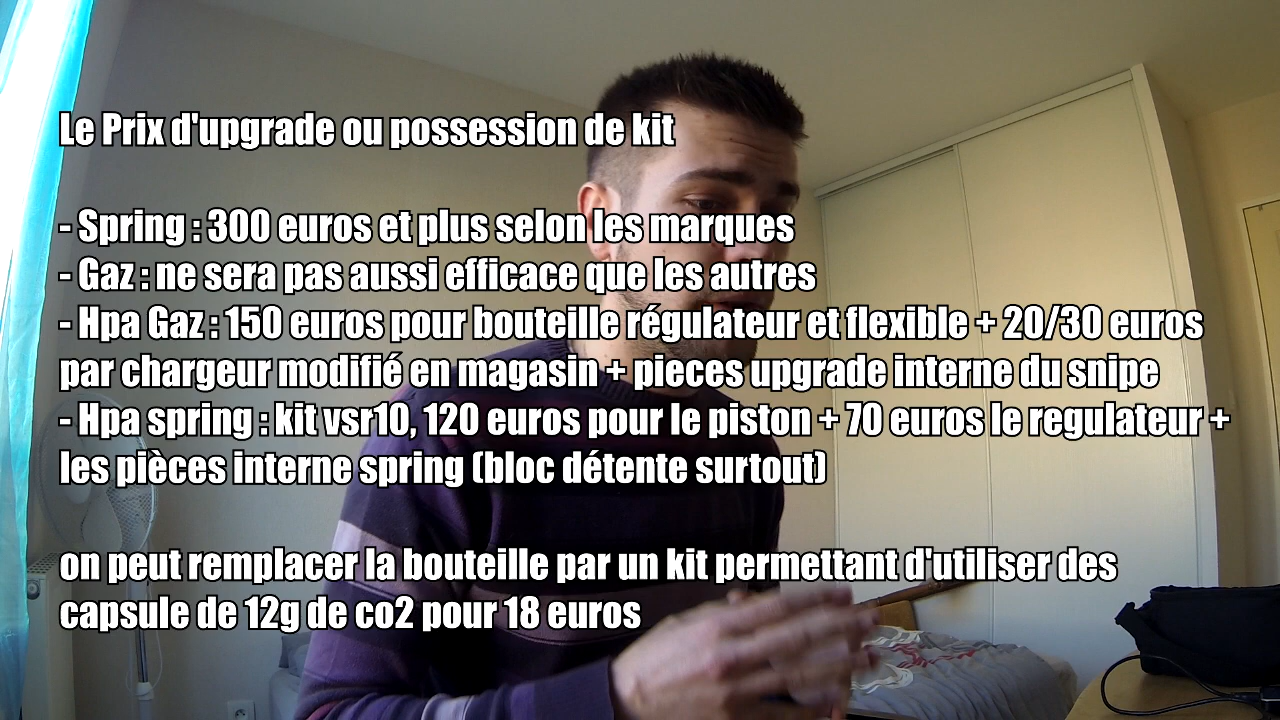 Le Prix d'upgrade ou possession de kit
- Spring : 300 euros et plus selon les marques
- Gaz : ne sera pas aussi efficace que les autres
- Hpa Gaz : 150 euros pour bouteille régulateur et flexible + 20/30 euros
par chargeur modifié en magasin + pieces upgrade interne du snipe
- Hpa spring : kit vsr10, 120 euros pour le piston + 70 euros le regulateur +
les pièces interne spring (bloc détente surtout)
on peut remplacer la bouteille par un kit permettant d'utiliser des
capsule de 12g de co2 pour 18 euros